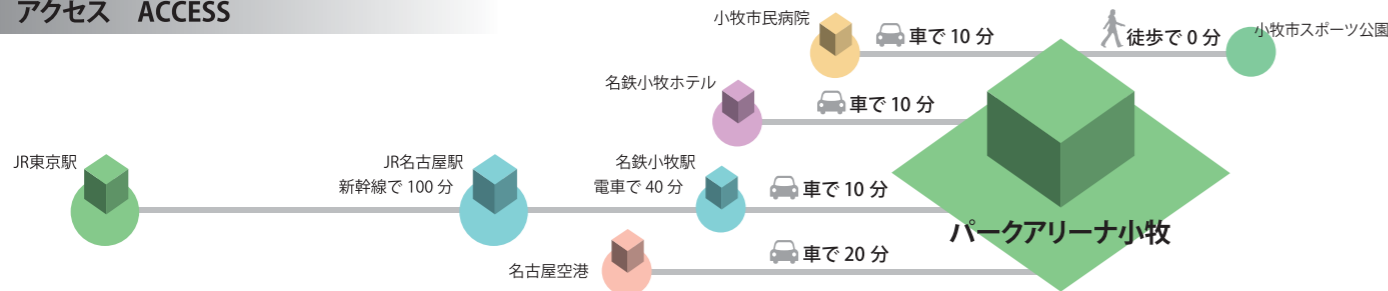 アクセス ACCESS
小牧市民病院
車で 10 分
徒歩で 0 分
小牧市スポーツ公園
名鉄小牧ホテル
車で 10 分
JR東京駅
JR名古屋駅
新幹線で 100 分
名鉄小牧駅
電車で 40 分
車で 10 分
パークアリーナ小牧
名古屋空港
車で 20 分